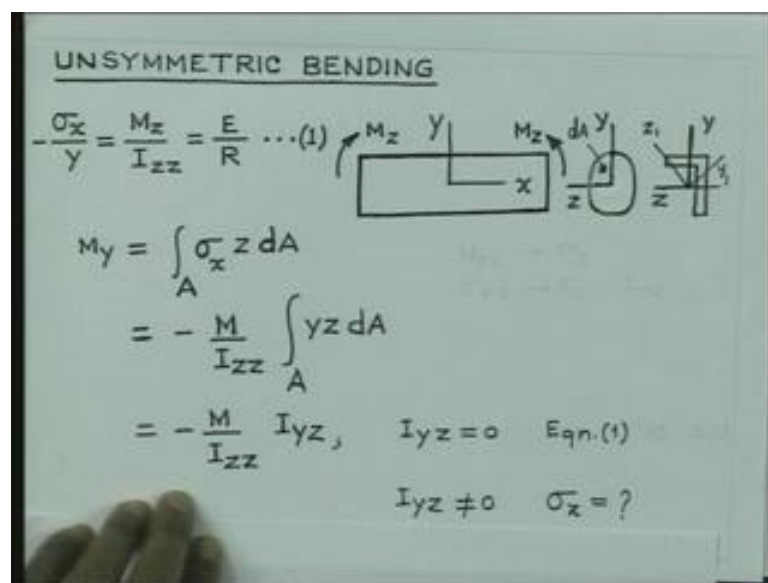 UNSYMMETRIC BENDING
-σx/y = Mz/Izz = E/R ...(1)
Mz y Mz dA y z1 y
x z z y1
My = ∫A σx z dA
= - M/Izz ∫A yz dA
= - M/Izz Iyz, Iyz = 0 Eqn.(1)
Iyz ≠ 0 σx = ?